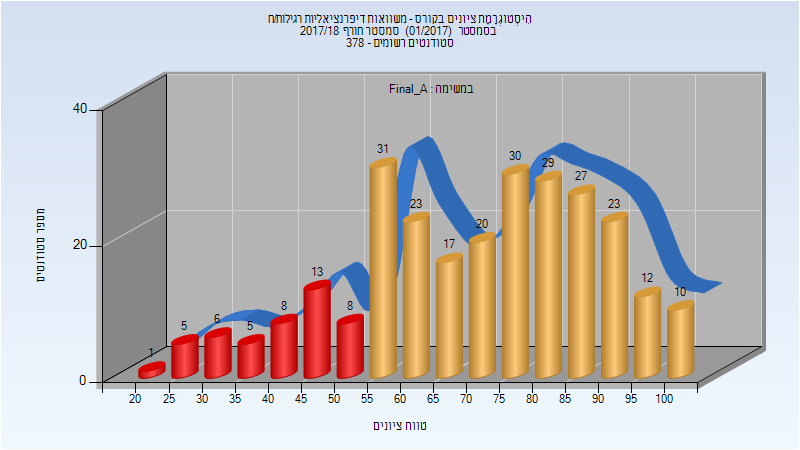 היסטוגרמת ציונים בקורס - משוואות דיפרנציאליות רגילות/ח
בסמסטר (01/2017) סמסטר חורף 2017/18
סטודנטים רשומים - 378
במשימה : Final_A
מספר סטודנטים
40
20
0
1 5 6 5 8 13 8 31 23 17 20 30 29 27 23 12 10
20 25 30 35 40 45 50 55 60 65 70 75 80 85 90 95 100
טווח ציונים